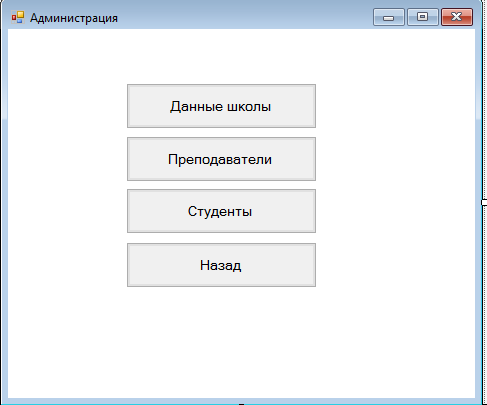 Администрация
Данные школы
Преподаватели
Студенты
Назад